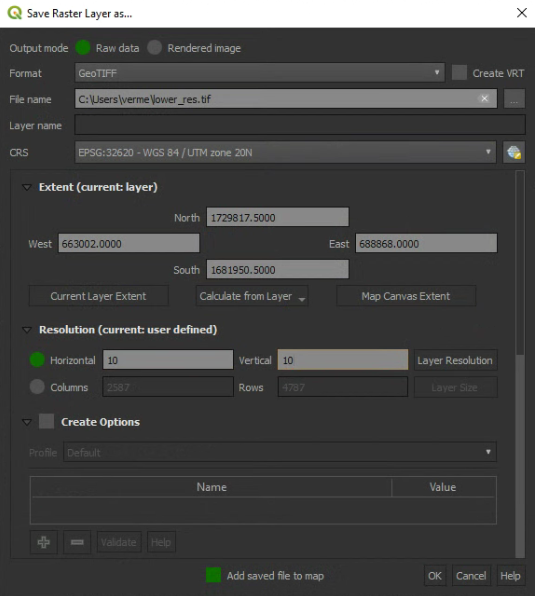 Save Raster Layer as...
Output mode Raw data Rendered image
Format GeoTIFF Create VRT
File name C:\Users\verme\lower_res.tif ...
Layer name
CRS EPSG:32620 - WGS 84 / UTM zone 20N
Extent (current: layer)
North 1729817.5000
West 663002.0000 East 688868.0000
South 1681950.5000
Current Layer Extent Calculate from Layer Map Canvas Extent
Resolution (current: user defined)
Horizontal 10 Vertical 10 Layer Resolution
Columns 2587 Rows 4787 Layer Size
Create Options
Profile Default
Name Value
Validate Help
Add saved file to map OK Cancel Help